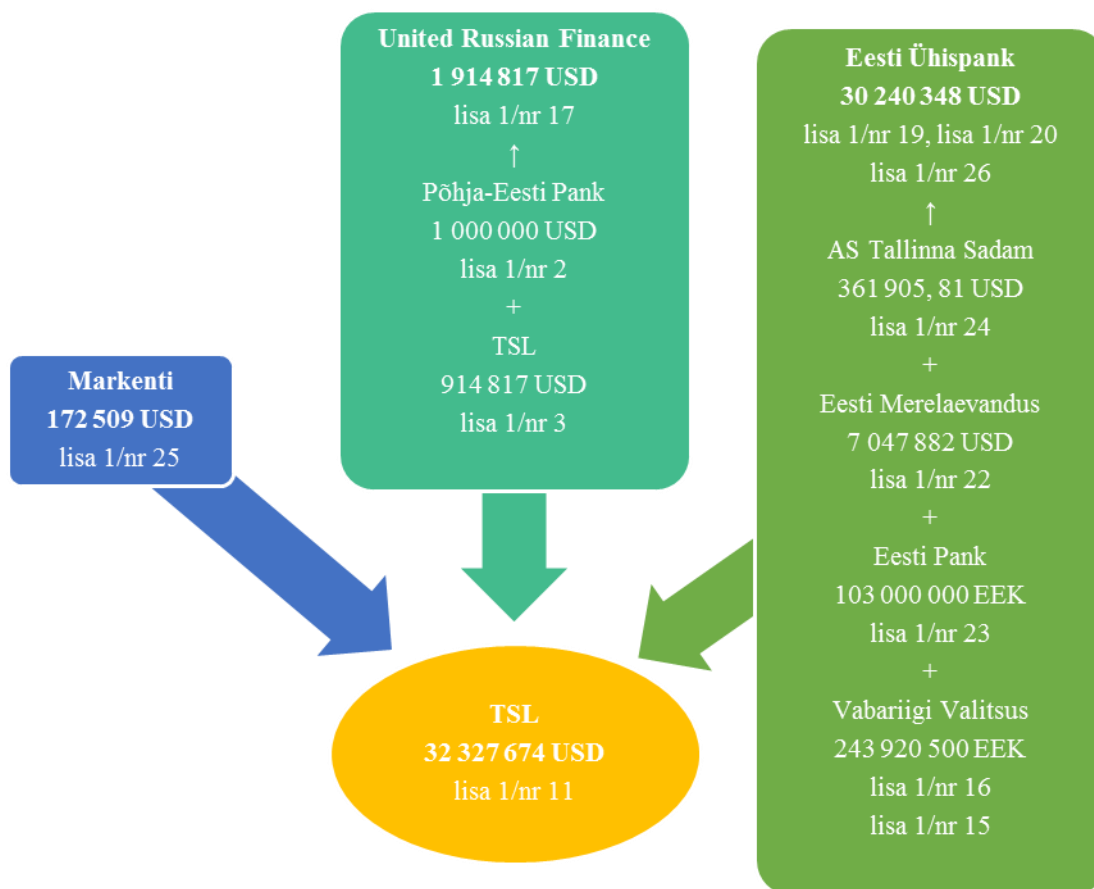 United Russian Finance
1 914 817 USD
lisa 1/nr 17
↑
Põhja-Eesti Pank
1 000 000 USD
lisa 1/nr 2
+
TSL
914 817 USD
lisa 1/nr 3
Eesti Ühispank
30 240 348 USD
lisa 1/nr 19, lisa 1/nr 20
lisa 1/nr 26
↑
AS Tallinna Sadam
361 905, 81 USD
lisa 1/nr 24
+
Eesti Merelaevandus
7 047 882 USD
lisa 1/nr 22
+
Eesti Pank
103 000 000 EEK
lisa 1/nr 23
+
Vabariigi Valitsus
243 920 500 EEK
lisa 1/nr 16
lisa 1/nr 15
Markenti
172 509 USD
lisa 1/nr 25
TSL
32 327 674 USD
lisa 1/nr 11